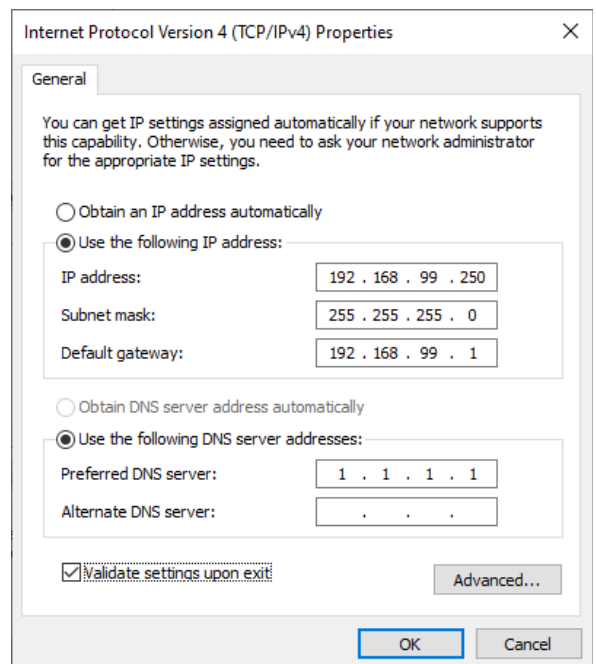 Internet Protocol Version 4 (TCP/IPv4) Properties
General
You can get IP settings assigned automatically if your network supports
this capability. Otherwise, you need to ask your network administrator
for the appropriate IP settings.
Obtain an IP address automatically
Use the following IP address:
IP address: 192 . 168 . 99 . 250
Subnet mask: 255 . 255 . 255 . 0
Default gateway: 192 . 168 . 99 . 1
Obtain DNS server address automatically
Use the following DNS server addresses:
Preferred DNS server: 1 . 1 . 1 . 1
Alternate DNS server: . . .
Validate settings upon exit
Advanced...
OK Cancel